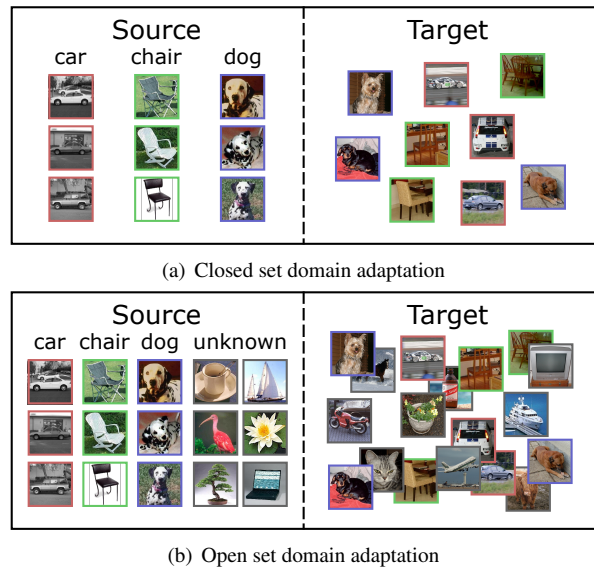 Source
Target
car chair dog
(a) Closed set domain adaptation
Source
Target
car chair dog unknown
(b) Open set domain adaptation